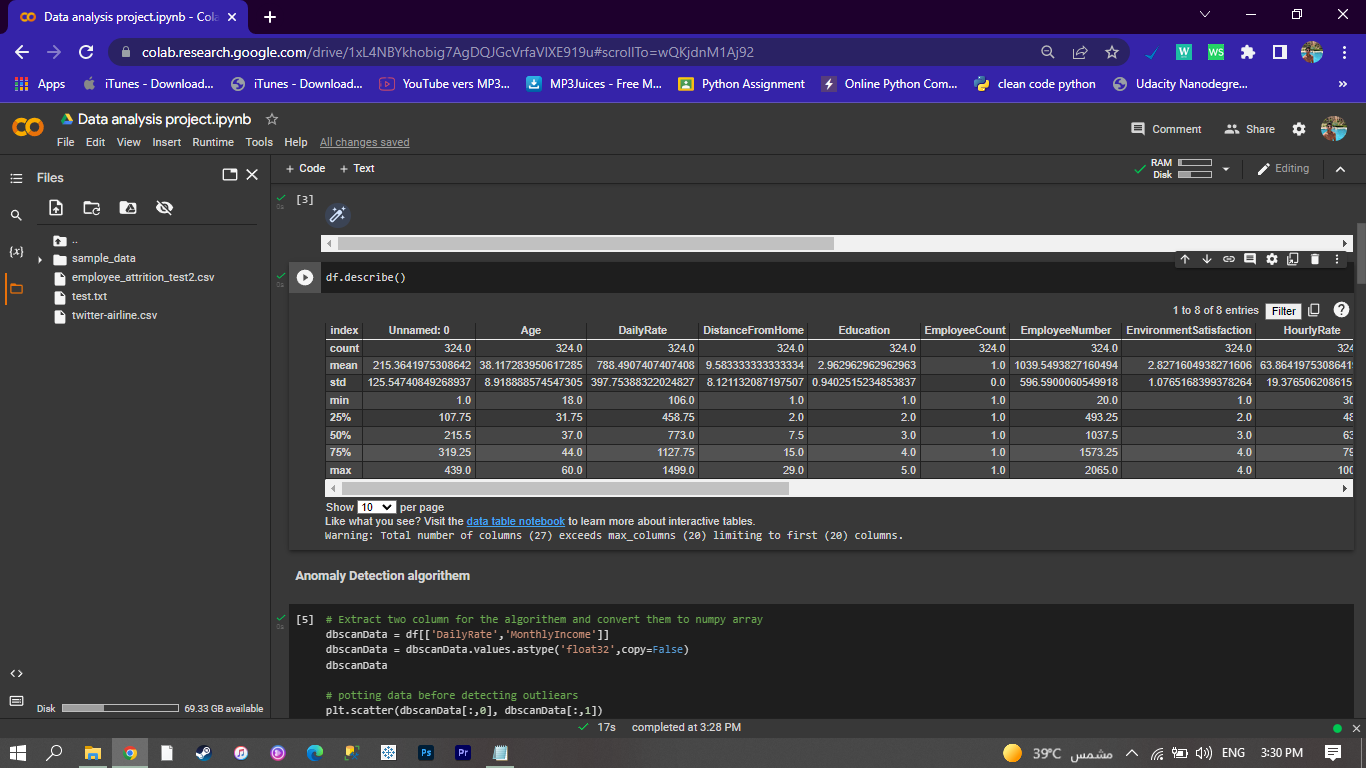 Data analysis project.ipynb - Cola
colab.research.google.com/drive/1xL4NBYkhobig7AgDQJGcVrfaVlXE919u#scrollTo=wQKjdnM1Aj92
Apps iTunes - Download... iTunes - Download... YouTube vers MP3... MP3Juices - Free M... Python Assignment Online Python Com... clean code python Udacity Nanodegre... »
Data analysis project.ipynb
Comment Share
File Edit View Insert Runtime Tools Help All changes saved
Files
+ Code + Text
RAM
Disk
Editing
..
sample_data
employee_attrition_test2.csv
test.txt
twitter-airline.csv
[3]
df.describe()
1 to 8 of 8 entries Filter
index Unnamed: 0 Age DailyRate DistanceFromHome Education EmployeeCount EmployeeNumber EnvironmentSatisfaction HourlyRate
count 324.0 324.0 324.0 324.0 324.0 324.0 324.0 324.0 324
mean 215.3641975308642 38.117283950617285 788.4907407407408 9.583333333333334 2.962962962962963 1.0 1039.5493827160494 2.8271604938271606 63.8641975308641
std 125.54740849268937 8.918888574547305 397.75388322024827 8.121132087197507 0.9402515234853837 0.0 596.5900060549918 1.0765168399378264 19.376506208615
min 1.0 18.0 106.0 1.0 1.0 1.0 20.0 1.0 30
25% 107.75 31.75 458.75 2.0 2.0 1.0 493.25 2.0 48
50% 215.5 37.0 773.0 7.5 3.0 1.0 1037.5 3.0 63
75% 319.25 44.0 1127.75 15.0 4.0 1.0 1573.25 4.0 79
max 439.0 60.0 1499.0 29.0 5.0 1.0 2065.0 4.0 100
Show 10 per page
Like what you see? Visit the data table notebook to learn more about interactive tables.
Warning: Total number of columns (27) exceeds max_columns (20) limiting to first (20) columns.
Anomaly Detection algorithem
[5] # Extract two column for the algorithem and convert them to numpy array
dbscanData = df[['DailyRate','MonthlyIncome']]
dbscanData = dbscanData.values.astype('float32',copy=False)
dbscanData
# potting data before detecting outliears
plt.scatter(dbscanData[:,0], dbscanData[:,1])
Disk 69.33 GB available
17s completed at 3:28 PM
39°C مشمس ENG 3:30 PM